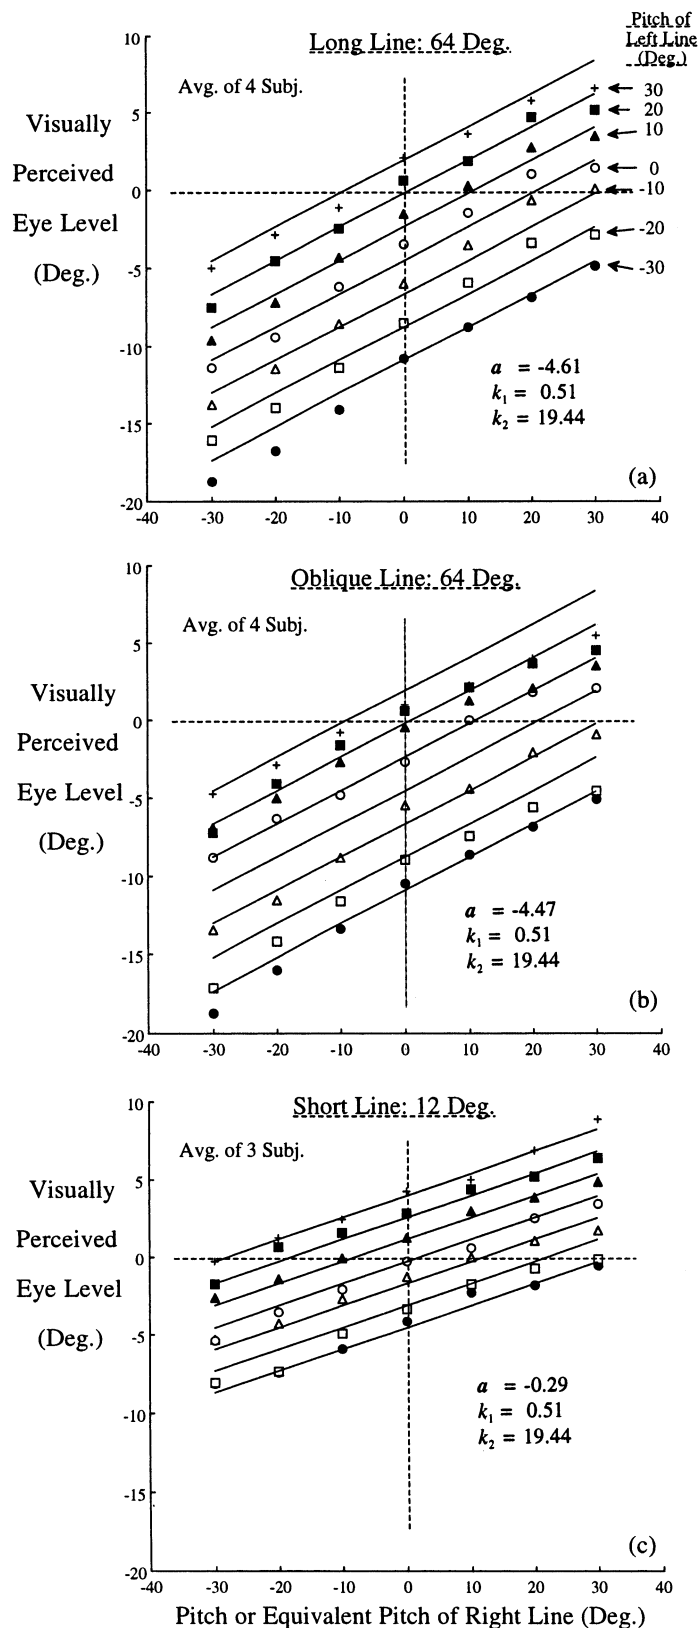 Long Line: 64 Deg.
Pitch of
Left Line
(Deg.)
Avg. of 4 Subj.
Visually
Perceived
Eye Level
(Deg.)
10
5
0
-5
-10
-15
-20
30
20
10
0
-10
-20
-30
a = -4.61
k1 = 0.51
k2 = 19.44
(a)
-40 -30 -20 -10 0 10 20 30 40
Oblique Line: 64 Deg.
Avg. of 4 Subj.
Visually
Perceived
Eye Level
(Deg.)
10
5
0
-5
-10
-15
-20
a = -4.47
k1 = 0.51
k2 = 19.44
(b)
-40 -30 -20 -10 0 10 20 30 40
Short Line: 12 Deg.
Avg. of 3 Subj.
Visually
Perceived
Eye Level
(Deg.)
10
5
0
-5
-10
-15
-20
a = -0.29
k1 = 0.51
k2 = 19.44
(c)
-40 -30 -20 -10 0 10 20 30 40
Pitch or Equivalent Pitch of Right Line (Deg.)